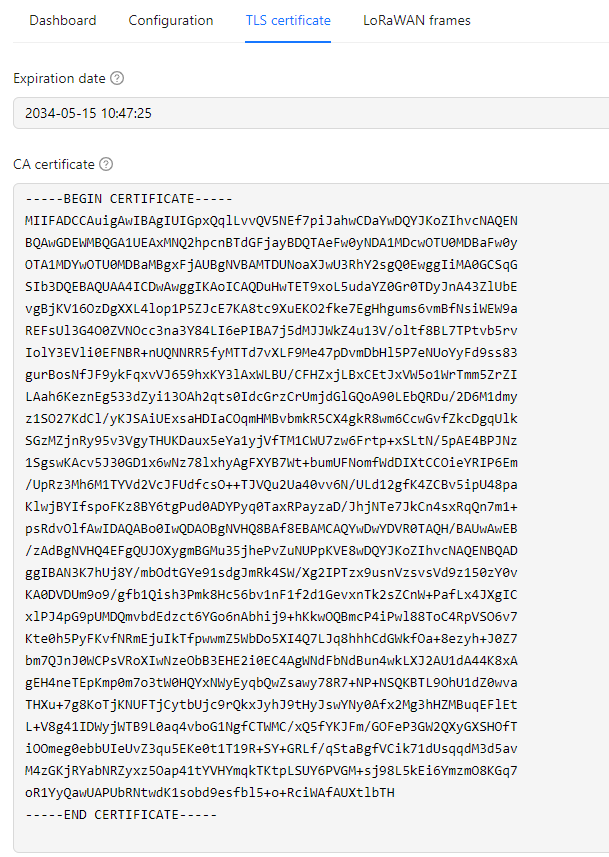 Dashboard Configuration TLS certificate LoRaWAN frames
Expiration date
2034-05-15 10:47:25
CA certificate
-----BEGIN CERTIFICATE-----
MIIFADCCAuigAwIBAgIUIGpxQqlLvvQV5NEf7piJahwCDaYwDQYJKoZIhvcNAQEN
BQAwGDEWMBQGA1UEAxMNQ2hpcnBTdGFjayBDQTAeFw0yNDA1MDcwOTU0MDBaFw0y
OTA1MDYwOTU0MDBaMBgxFjAUBgNVBAMTDUNoaXJwU3RhY2sgQ0EwggIiMA0GCSqG
SIb3DQEBAQUAA4ICDwAwggIKAoICAQDuHwTET9xoL5udaYZ0Gr0TDyJnA43ZlUbE
vgBjKV16OzDgXXL4lop1P5ZJcE7KA8tc9XuEKO2fke7EgHhgums6vmBfNsiWEW9a
REFsUl3G4O0ZVNOcc3na3Y84LI6ePIBA7j5dMJJWkZ4u13V/oltf8BL7TPtvb5rv
IolY3EVli0EFNBR+nUQNNRR5fyMTTd7vXLF9Me47pDvmDbHl5P7eNUoYyFd9ss83
gurBosNfJF9ykFqxvVJ659hxKY3lAxWLBU/CFHZxjLBxCEtJxVW5o1WrTmm5ZrZI
LAah6KeznEg533dZyi13OAh2qts0IdcGrzCrUmjdGlGQoA90LEbQRDu/2D6M1dmy
z1SO27KdCl/yKJSAiUExsaHDIaCOqmHMBvbmkR5CX4gkR8wm6CcwGvfZkcDgqUlk
SGzMZjnRy95v3VgyTHUKDaux5eYa1yjVfTM1CWU7zw6Frtp+xSLtN/5pAE4BPJNz
1SgswKAcv5J30GD1x6wNz78lxhyAgFXYB7Wt+bumUFNomfWdDIXtCCOieYRIP6Em
/UpRz3Mh6M1TYVd2VcJFUdfcsO++TJVQu2Ua40vv6N/ULd12gfK4ZCBv5ipU48pa
KlwjBYIfspoFKz8BY6tgPud0ADYPyq0TaxRPayzaD/JhjNTe7JkCn4sxRqQn7m1+
psRdvOlfAwIDAQABo0IwQDAOBgNVHQ8BAf8EBAMCAQYwDwYDVR0TAQH/BAUwAwEB
/zAdBgNVHQ4EFgQUJOXygmBGMu35jhePvZuNUPpKVE8wDQYJKoZIhvcNAQENBQAD
ggIBAN3K7hUj8Y/mbOdtGYe91sdgJmRk4SW/Xg2IPTzx9usnVzsvsVd9z150zY0v
KA0DVDUm9o9/gfb1Qish3Pmk8Hc56bv1nF1f2d1GevxnTk2sZCnW+PafLx4JXgIC
xlPJ4pG9pUMDQmvbdEdzct6YGo6nAbhij9+hKkwOQBmcP4iPwl88ToC4RpVSO6v7
Kte0h5PyFKvfNRmEjuIkTfpwwmZ5WbDo5XI4Q7LJq8hhhCdGWkfOa+8ezyh+J0Z7
bm7QJnJ0WCPsVRoXIwNzeObB3EHE2i0EC4AgWNdFbNdBun4wkLXJ2AU1dA44K8xA
gEH4neTEpKmp0m7o3tW0HQYxNWyEyqbQwZsawy78R7+NP+NSQKBTL9OhU1dZ0wva
THXu+7g8KoTjKNUFTjCytbUjc9rQkxJyhJ9tHyJswYNy0Afx2Mg3hHZMBuqEFlEt
L+V8g41IDWyjWTB9L0aq4vboG1NgfCTWMC/xQ5fYKJFm/GOFeP3GW2QXyGXSHOfT
iOOmeg0ebbUIeUvZ3qu5EKe0t1T19R+SY+GRLf/qStaBgfVCik71dUsqqdM3d5av
M4zGKjRYabNRZyxz5Oap41tYVHYmqkTKtpLSUY6PVGM+sj98L5kEi6YmzmO8KGq7
oR1YyQawUAPUbRNtwdK1sobd9esfbl5+o+RciWAfAUXtlbTH
-----END CERTIFICATE-----